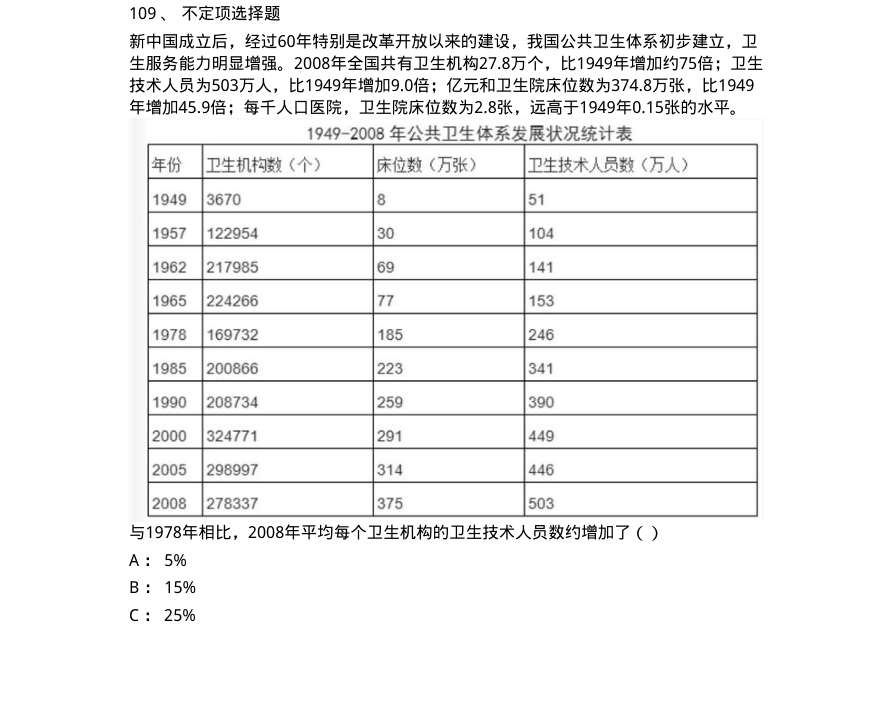 109 、 不定项选择题
新中国成立后，经过60年特别是改革开放以来的建设，我国公共卫生体系初步建立，卫
生服务能力明显增强。2008年全国共有卫生机构27.8万个，比1949年增加约75倍；卫生
技术人员为503万人，比1949年增加9.0倍；亿元和卫生院床位数为374.8万张，比1949
年增加45.9倍；每千人口医院，卫生院床位数为2.8张，远高于1949年0.15张的水平。
1949-2008 年公共卫生体系发展状况统计表
年份 卫生机构数（个） 床位数（万张） 卫生技术人员数（万人）
1949 3670 8 51
1957 122954 30 104
1962 217985 69 141
1965 224266 77 153
1978 169732 185 246
1985 200866 223 341
1990 208734 259 390
2000 324771 291 449
2005 298997 314 446
2008 278337 375 503
与1978年相比，2008年平均每个卫生机构的卫生技术人员数约增加了 ( )
A： 5%
B： 15%
C： 25%